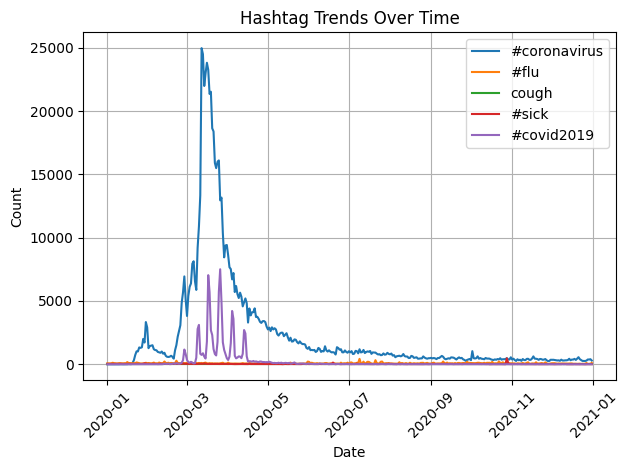 Hashtag Trends Over Time
#coronavirus
#flu
cough
#sick
#covid2019
Count
25000
20000
15000
10000
5000
0
2020-01
2020-03
2020-05
2020-07
2020-09
2020-11
2021-01
Date